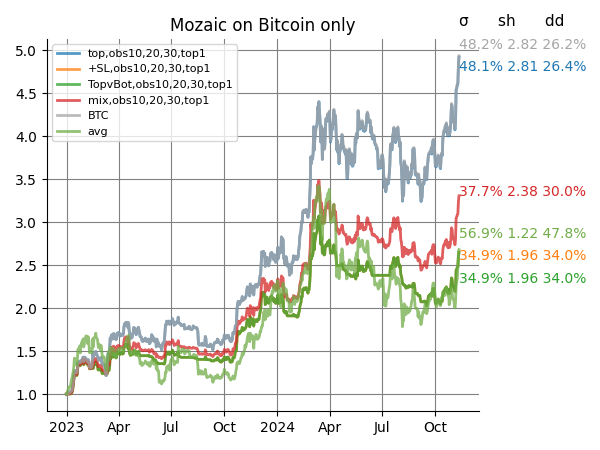 Mozaic on Bitcoin only
σ sh dd
48.2% 2.82 26.2%
48.1% 2.81 26.4%
37.7% 2.38 30.0%
56.9% 1.22 47.8%
34.9% 1.96 34.0%
34.9% 1.96 34.0%
top,obs10,20,30,top1
+SL,obs10,20,30,top1
TopvBot,obs10,20,30,top1
mix,obs10,20,30,top1
BTC
avg
5.0
4.5
4.0
3.5
3.0
2.5
2.0
1.5
1.0
2023 Apr Jul Oct 2024 Apr Jul Oct